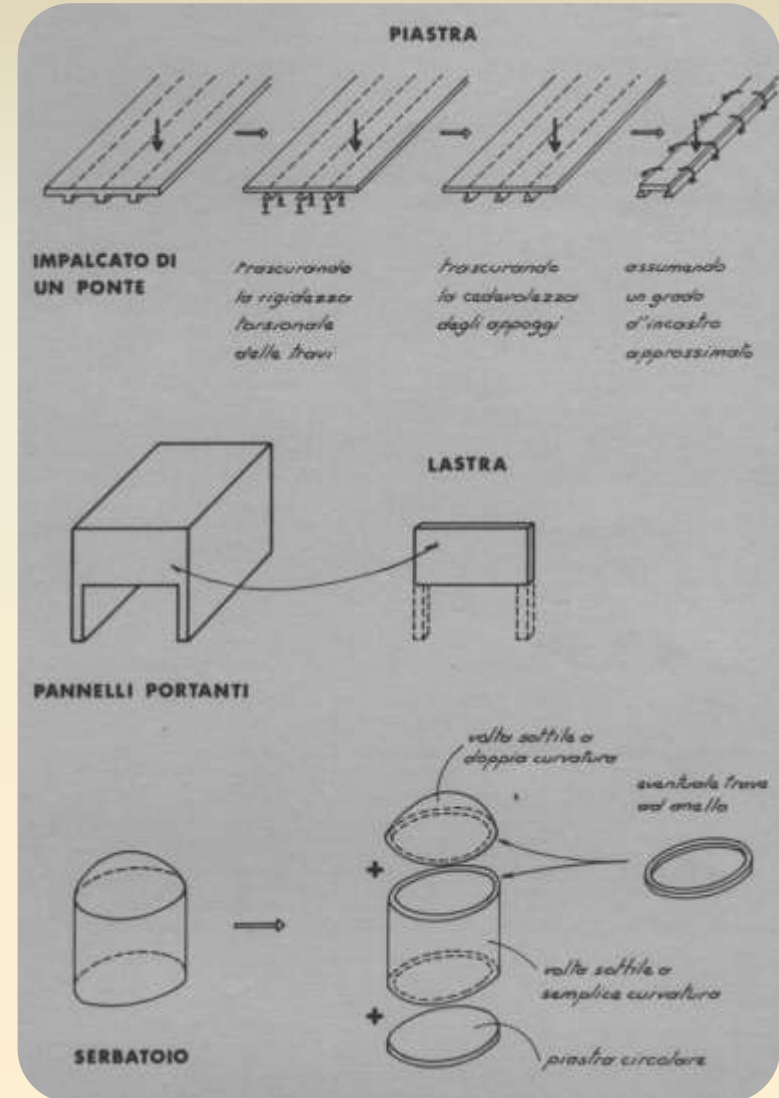 PIASTRA
IMPALCATO DI
UN PONTE
trascurando
la rigidezza
torsionale
delle travi
trascurando
la cedevolezza
degli appoggi
assumendo
un grado
d'incastro
approssimato
LASTRA
PANNELLI PORTANTI
volta sottile a
doppia curvatura
eventuale trave
ad anello
+
+
volta sottile a
semplice curvatura
piastra circolare
SERBATOIO